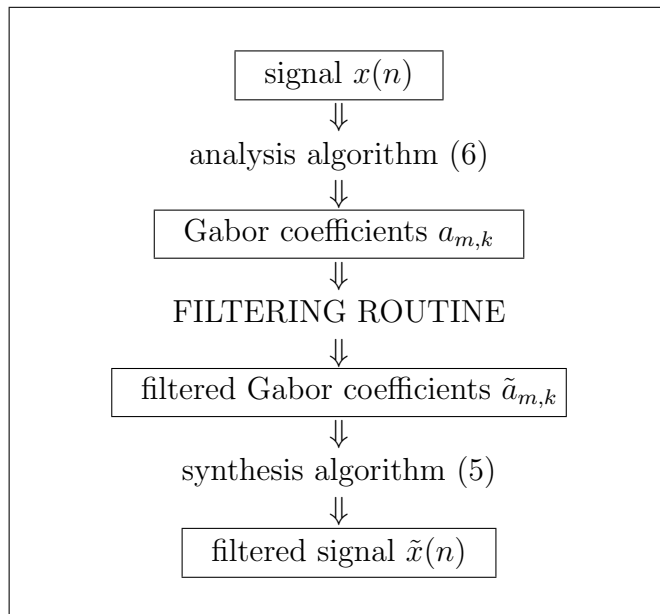 signal x(n)
⇓
analysis algorithm (6)
⇓
Gabor coefficients a_{m,k}
⇓
FILTERING ROUTINE
⇓
filtered Gabor coefficients ã_{m,k}
⇓
synthesis algorithm (5)
⇓
filtered signal x̃(n)